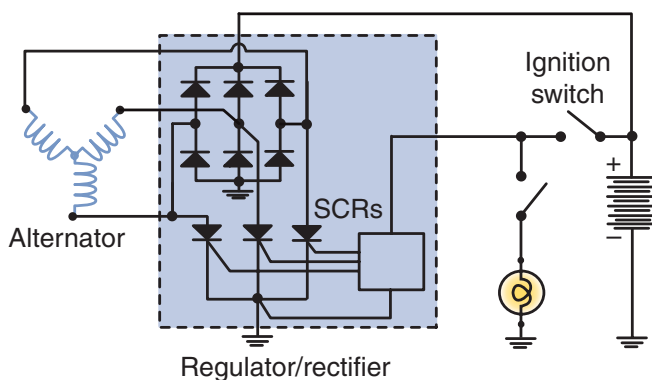 Ignition
switch
+
−
SCRs
Alternator
Regulator/rectifier